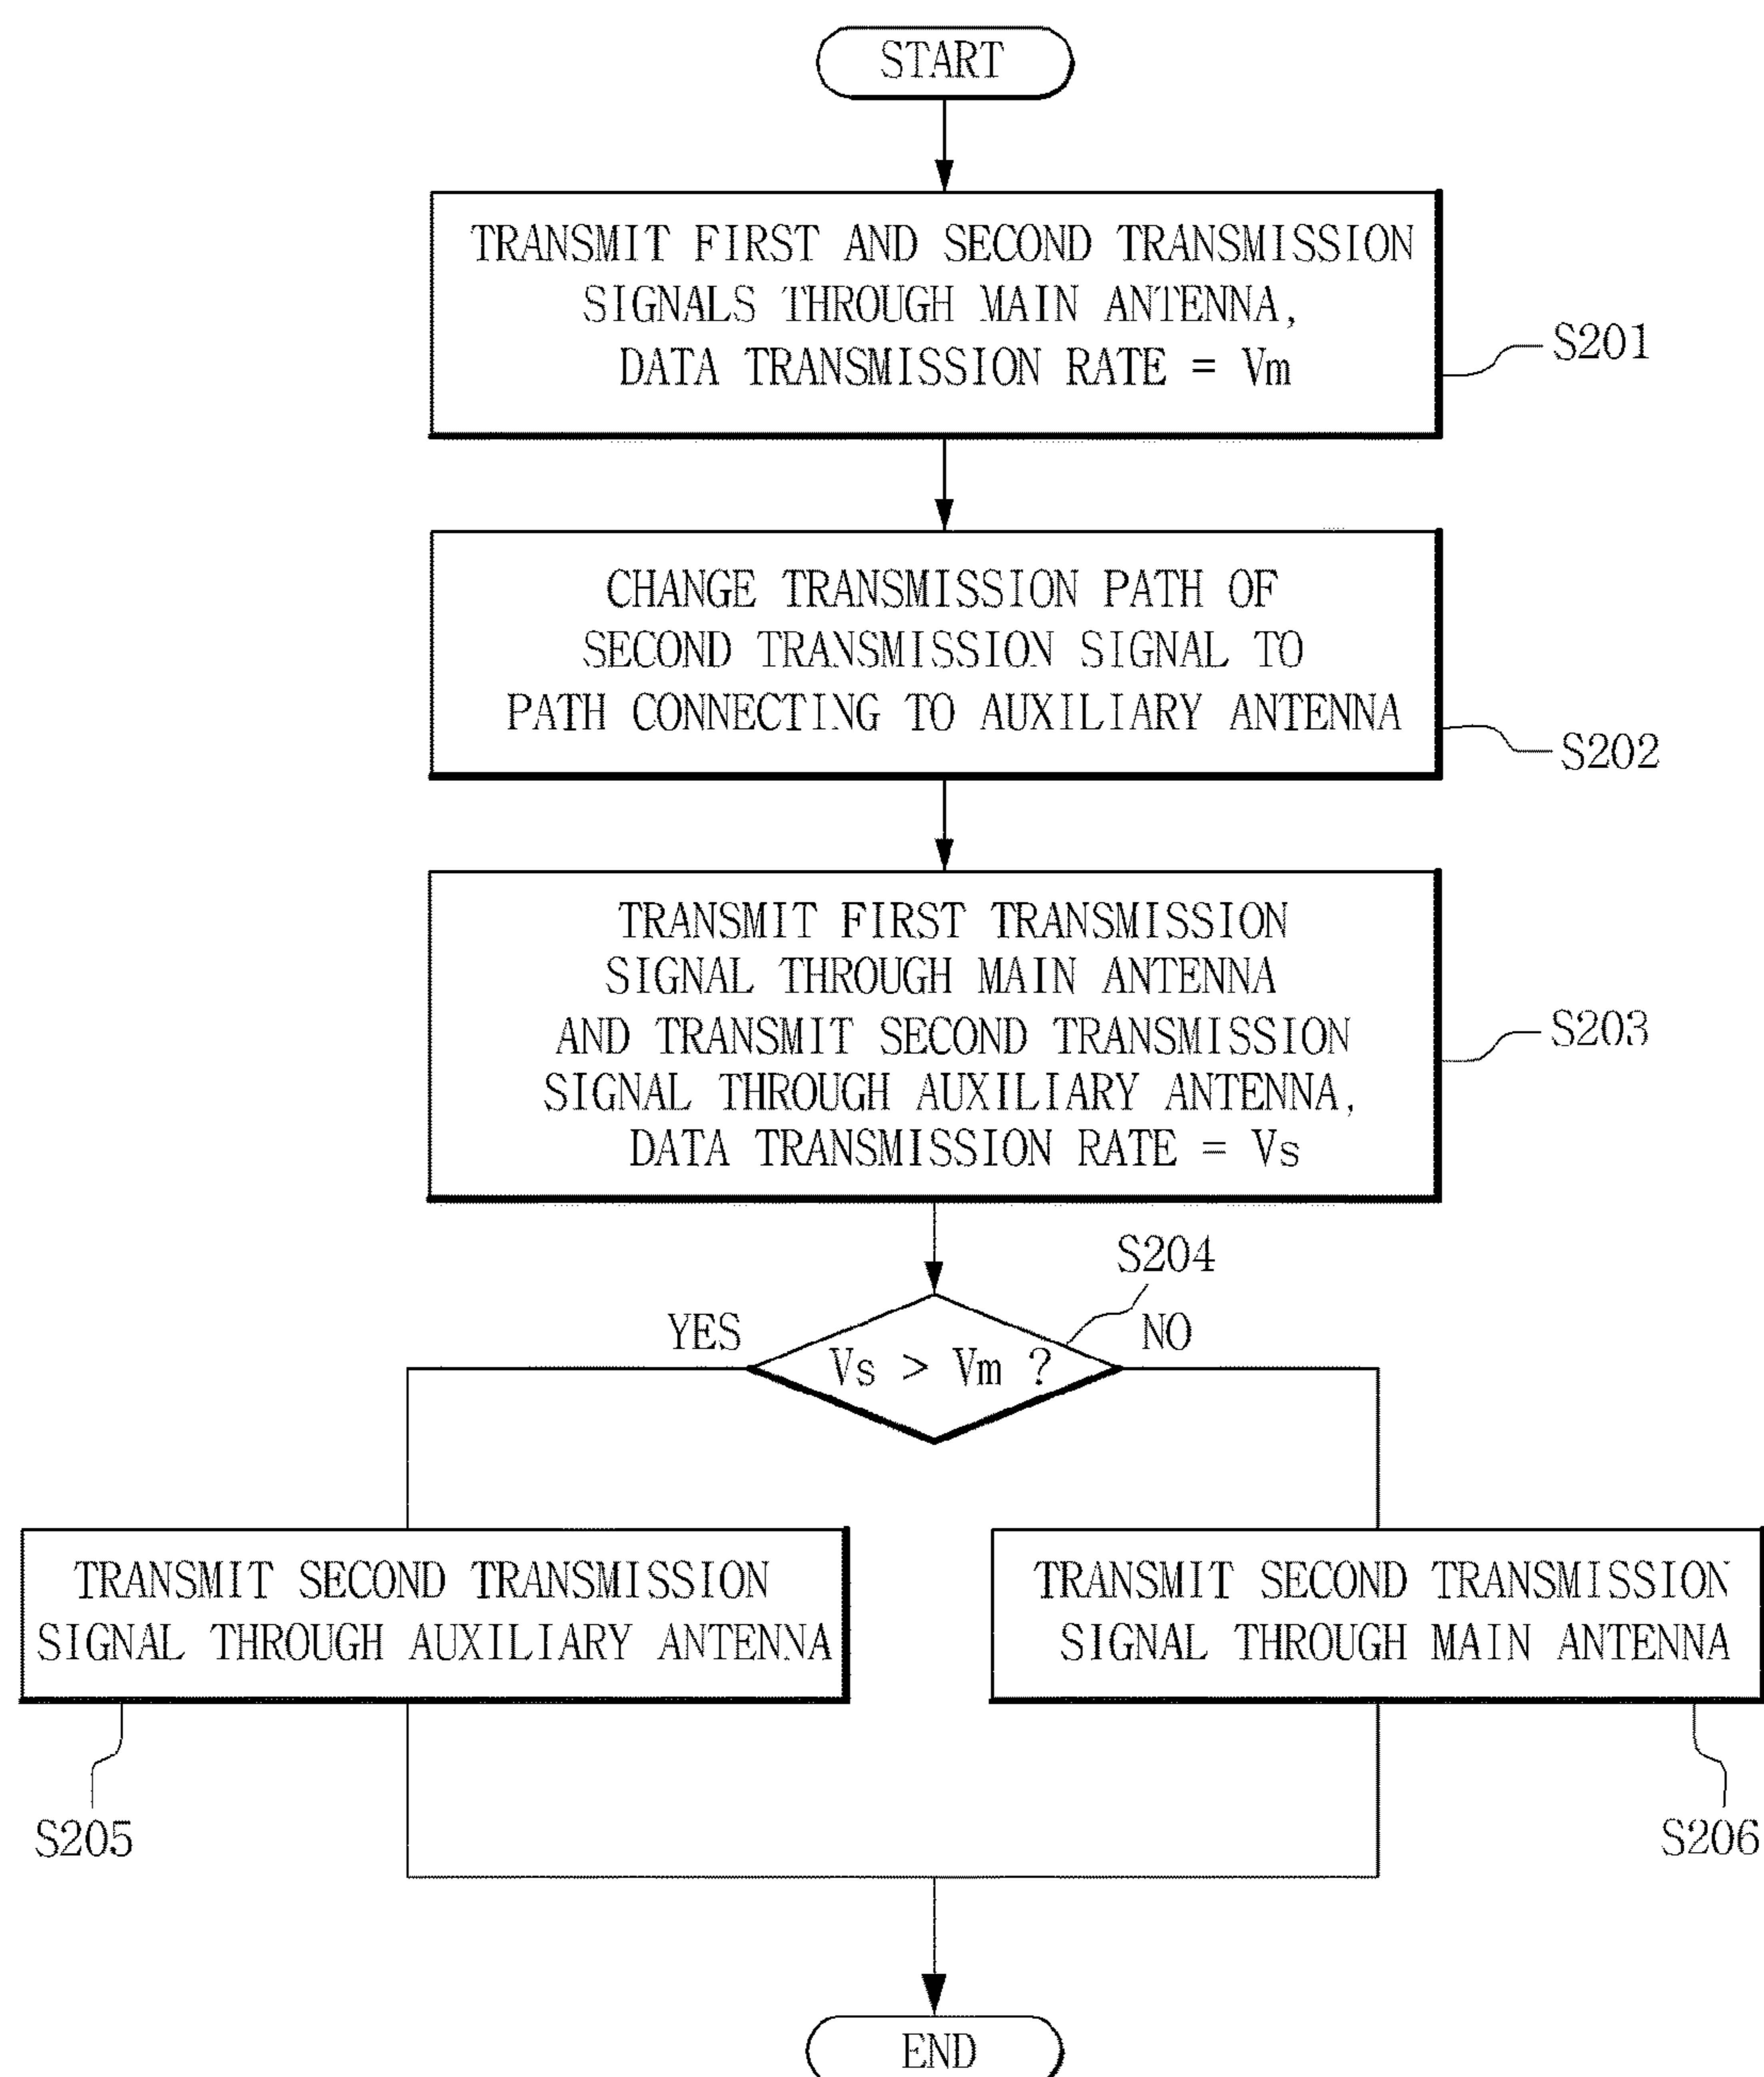 START
TRANSMIT FIRST AND SECOND TRANSMISSION
SIGNALS THROUGH MAIN ANTENNA,
DATA TRANSMISSION RATE = Vm
S201
CHANGE TRANSMISSION PATH OF
SECOND TRANSMISSION SIGNAL TO
PATH CONNECTING TO AUXILIARY ANTENNA
S202
TRANSMIT FIRST TRANSMISSION
SIGNAL THROUGH MAIN ANTENNA
AND TRANSMIT SECOND TRANSMISSION
SIGNAL THROUGH AUXILIARY ANTENNA,
DATA TRANSMISSION RATE = Vs
S203
S204
YES
Vs > Vm ?
NO
TRANSMIT SECOND TRANSMISSION
SIGNAL THROUGH AUXILIARY ANTENNA
S205
TRANSMIT SECOND TRANSMISSION
SIGNAL THROUGH MAIN ANTENNA
S206
END